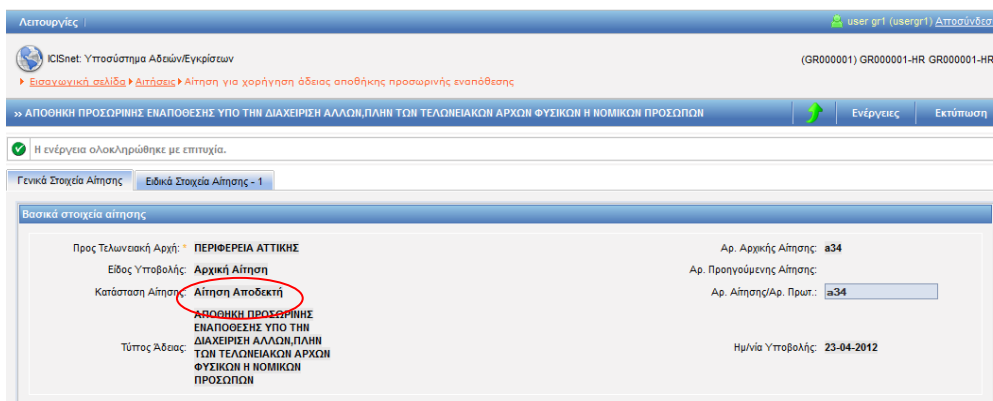 Λειτουργίες
user gr1 (usergr1) Αποσύνδεσ
ICISnet: Υποσύστημα Αδειών/Εγκρίσεων
(GR000001) GR000001-HR GR000001-HR
Εισαγωγική σελίδα Αιτήσεις Αίτηση για χορήγηση άδειας αποθήκης προσωρινής εναπόθεσης
» ΑΠΟΘΗΚΗ ΠΡΟΣΩΡΙΝΗΣ ΕΝΑΠΟΘΕΣΗΣ ΥΠΟ ΤΗΝ ΔΙΑΧΕΙΡΙΣΗ ΑΛΛΩΝ,ΠΛΗΝ ΤΩΝ ΤΕΛΩΝΕΙΑΚΩΝ ΑΡΧΩΝ ΦΥΣΙΚΩΝ Η ΝΟΜΙΚΩΝ ΠΡΟΣΩΠΩΝ
Ενέργειες
Εκτύπωση
Η ενέργεια ολοκληρώθηκε με επιτυχία.
Γενικά Στοιχεία Αίτησης
Ειδικά Στοιχεία Αίτησης - 1
Βασικά στοιχεία αίτησης
Προς Τελωνειακή Αρχή: * ΠΕΡΙΦΕΡΕΙΑ ΑΤΤΙΚΗΣ
Αρ. Αρχικής Αίτησης: a34
Είδος Υποβολής: Αρχική Αίτηση
Αρ. Προηγούμενης Αίτησης:
Κατάσταση Αίτησης: Αίτηση Αποδεκτή
Αρ. Αίτησης/Αρ. Πρωτ.: a34
Τύπος Άδειας:
ΑΠΟΘΗΚΗ ΠΡΟΣΩΡΙΝΗΣ
ΕΝΑΠΟΘΕΣΗΣ ΥΠΟ ΤΗΝ
ΔΙΑΧΕΙΡΙΣΗ ΑΛΛΩΝ,ΠΛΗΝ
ΤΩΝ ΤΕΛΩΝΕΙΑΚΩΝ ΑΡΧΩΝ
ΦΥΣΙΚΩΝ Η ΝΟΜΙΚΩΝ
ΠΡΟΣΩΠΩΝ
Ημ/νία Υποβολής: 23-04-2012